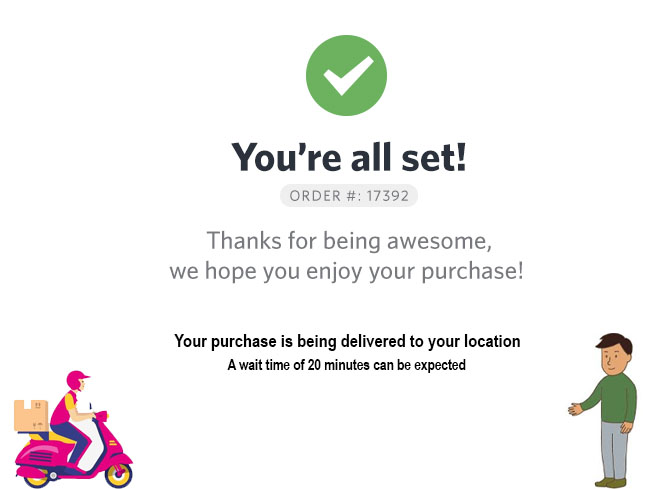 You’re all set!
ORDER #: 17392
Thanks for being awesome,
we hope you enjoy your purchase!
Your purchase is being delivered to your location
A wait time of 20 minutes can be expected